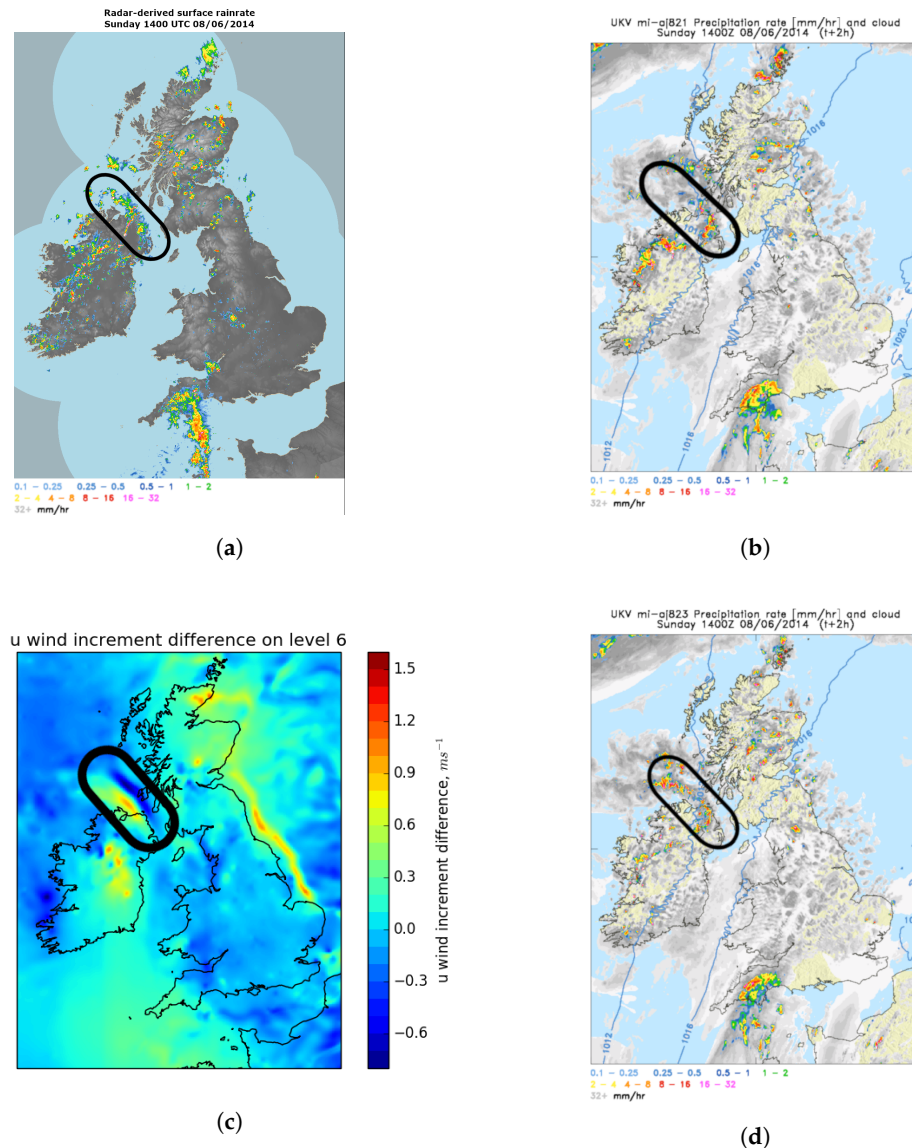 Radar-derived surface rainrate
Sunday 1400 UTC 08/06/2014
0.1 - 0.25 0.25 - 0.5 0.5 - 1 1 - 2
2 - 4 4 - 8 8 - 16 16 - 32
32+ mm/hr
(a)
UKV mi-aj821 Precipitation rate [mm/hr] and cloud
Sunday 1400Z 08/06/2014 (t+2h)
1016
1016
1020
1012
1016
0.1 - 0.25 0.25 - 0.5 0.5 - 1 1 - 2
2 - 4 4 - 8 8 - 16 16 - 32
32+ mm/hr
(b)
u wind increment difference on level 6
1.5
1.2
0.9
0.6
0.3
0.0
−0.3
−0.6
u wind increment difference, ms⁻¹
(c)
UKV mi-aj823 Precipitation rate [mm/hr] and cloud
Sunday 1400Z 08/06/2014 (t+2h)
1016
1012
1016
0.1 - 0.25 0.25 - 0.5 0.5 - 1 1 - 2
2 - 4 4 - 8 8 - 16 16 - 32
32+ mm/hr
(d)